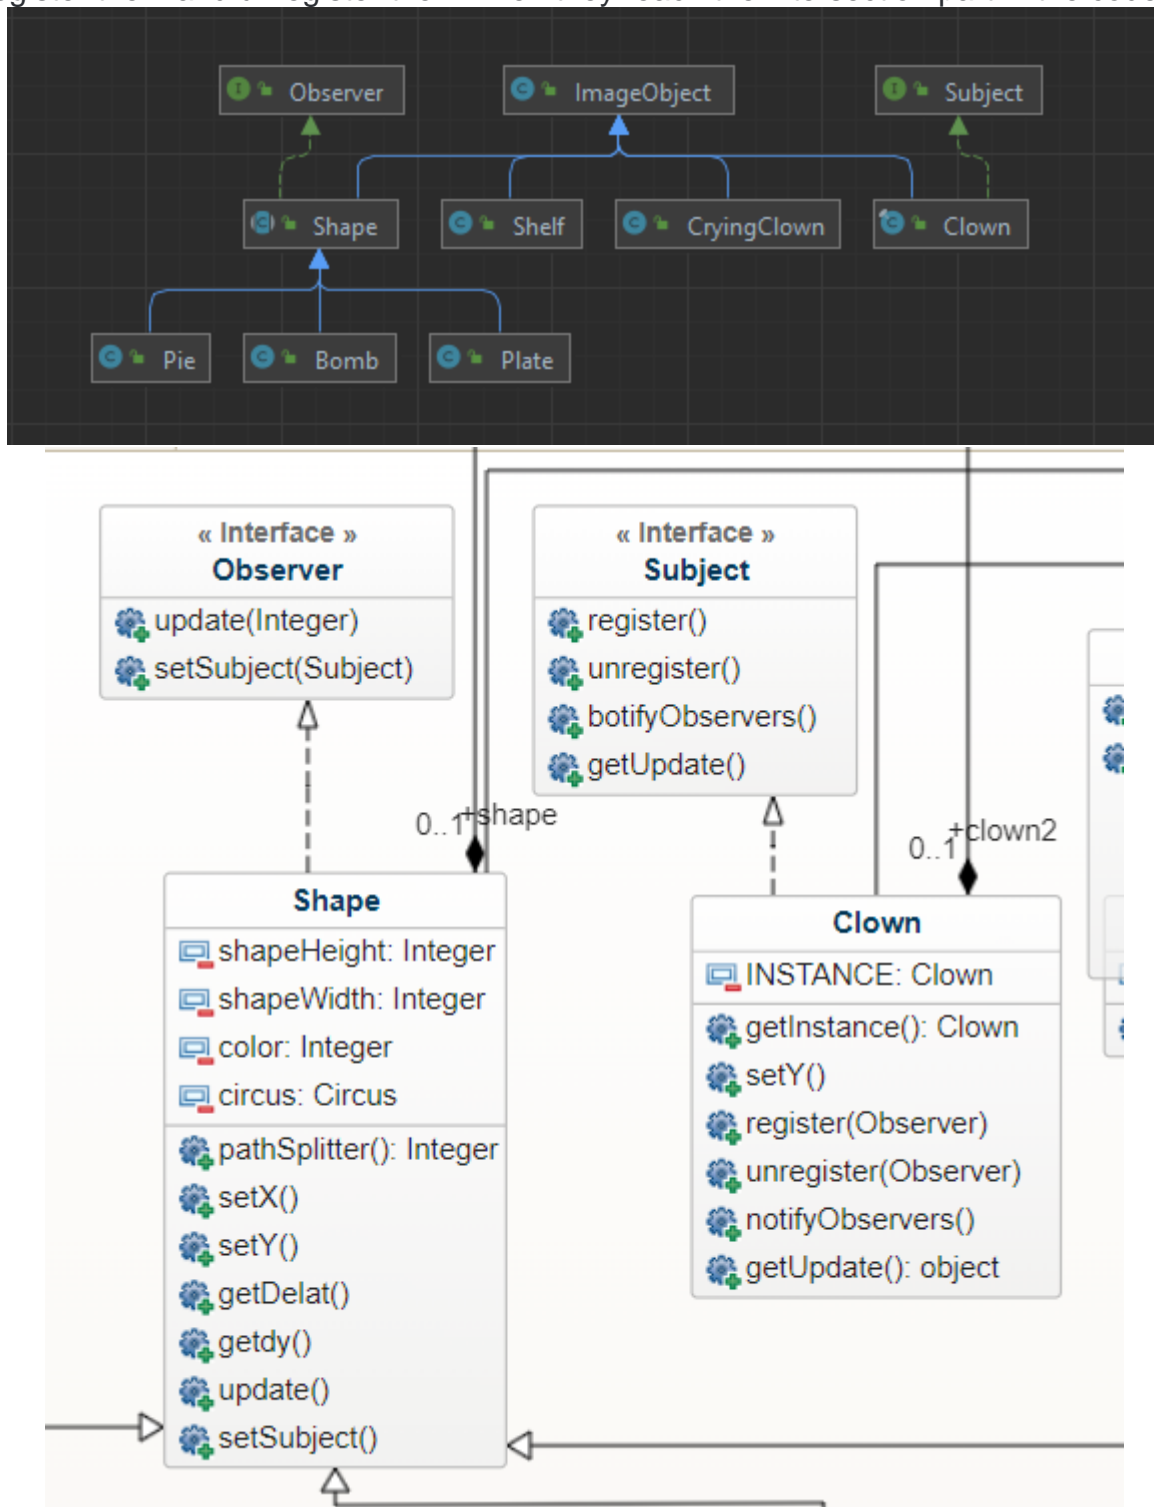 Observer ImageObject Subject
Shape Shelf CryingClown Clown
Pie Bomb Plate
« Interface »
Observer
update(Integer)
setSubject(Subject)
« Interface »
Subject
register()
unregister()
botifyObservers()
getUpdate()
0..1
+shape
0..1
+clown2
Shape
shapeHeight: Integer
shapeWidth: Integer
color: Integer
circus: Circus
pathSplitter(): Integer
setX()
setY()
getDelat()
getdy()
update()
setSubject()
Clown
INSTANCE: Clown
getInstance(): Clown
setY()
register(Observer)
unregister(Observer)
notifyObservers()
getUpdate(): object